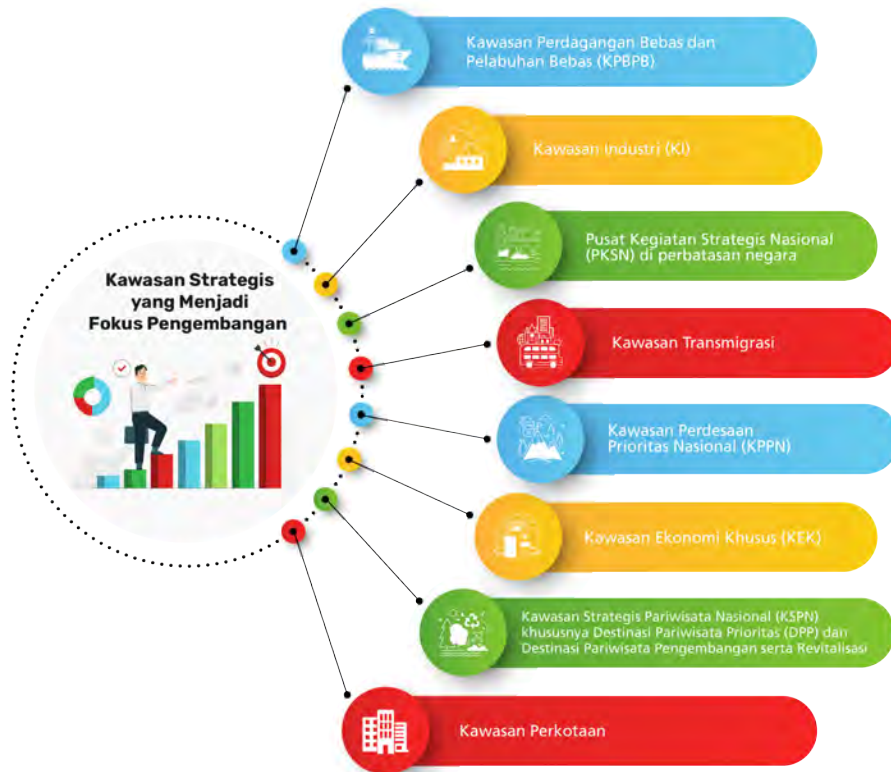 Kawasan Perdagangan Bebas dan
Pelabuhan Bebas (KPBPB)
Kawasan Industri (KI)
Pusat Kegiatan Strategis Nasional
(PKSN) di perbatasan negara
Kawasan Strategis
yang Menjadi
Fokus Pengembangan
Kawasan Transmigrasi
Kawasan Perdesaan
Prioritas Nasional (KPPN)
Kawasan Ekonomi Khusus (KEK)
Kawasan Strategis Pariwisata Nasional (KSPN)
khususnya Destinasi Pariwisata Prioritas (DPP) dan
Destinasi Pariwisata Pengembangan serta Revitalisasi
Kawasan Perkotaan